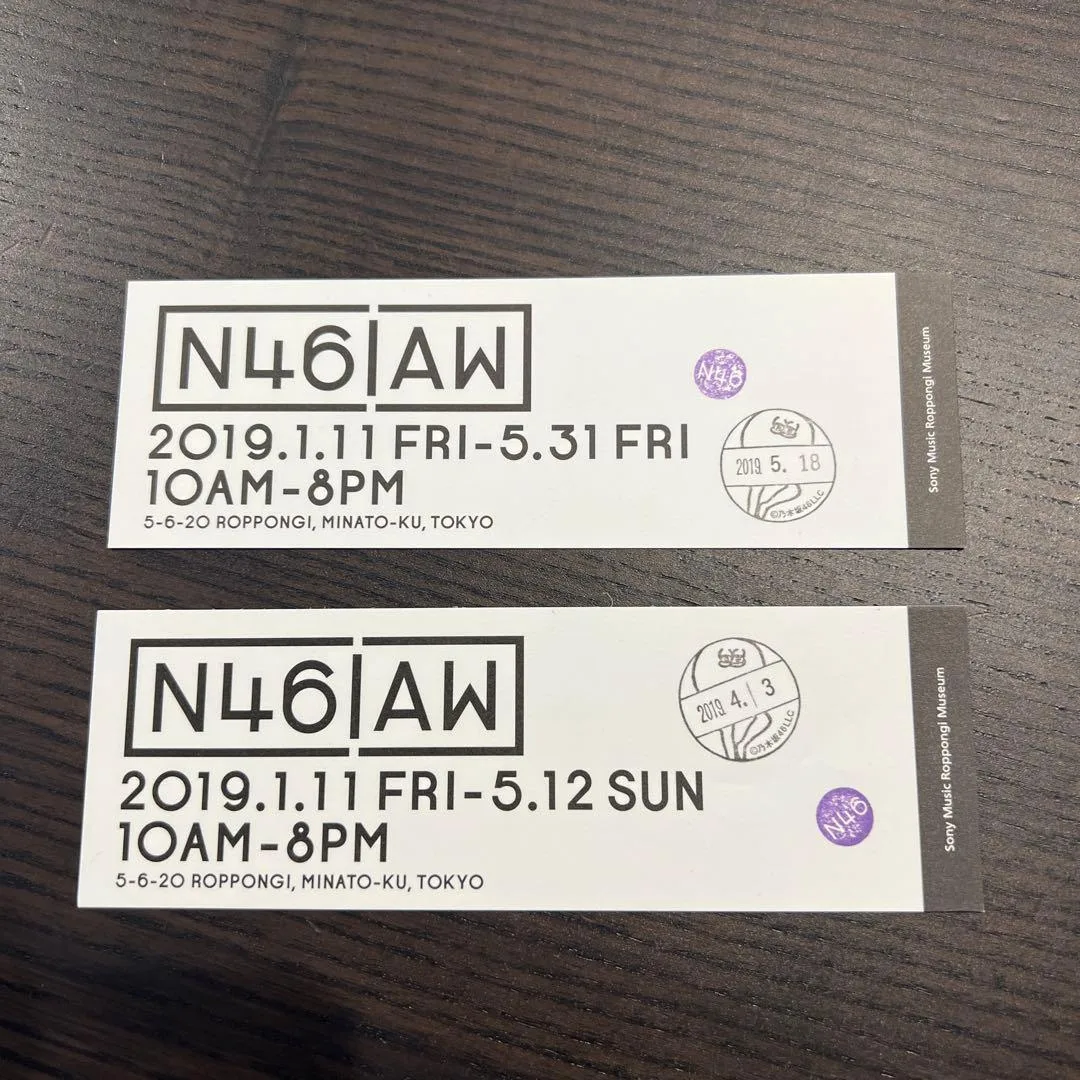 N46|AW
2019.1.11 FRI-5.31 FRI
10AM-8PM
5-6-20 ROPPONGI, MINATO-KU, TOKYO
N46
2019. 5. 18
©乃木坂46LLC
Sony Music Roppongi Museum
N46|AW
2019.1.11 FRI-5.12 SUN
10AM-8PM
5-6-20 ROPPONGI, MINATO-KU, TOKYO
2019. 4. 13
©乃木坂46LLC
N46
Sony Music Roppongi Museum